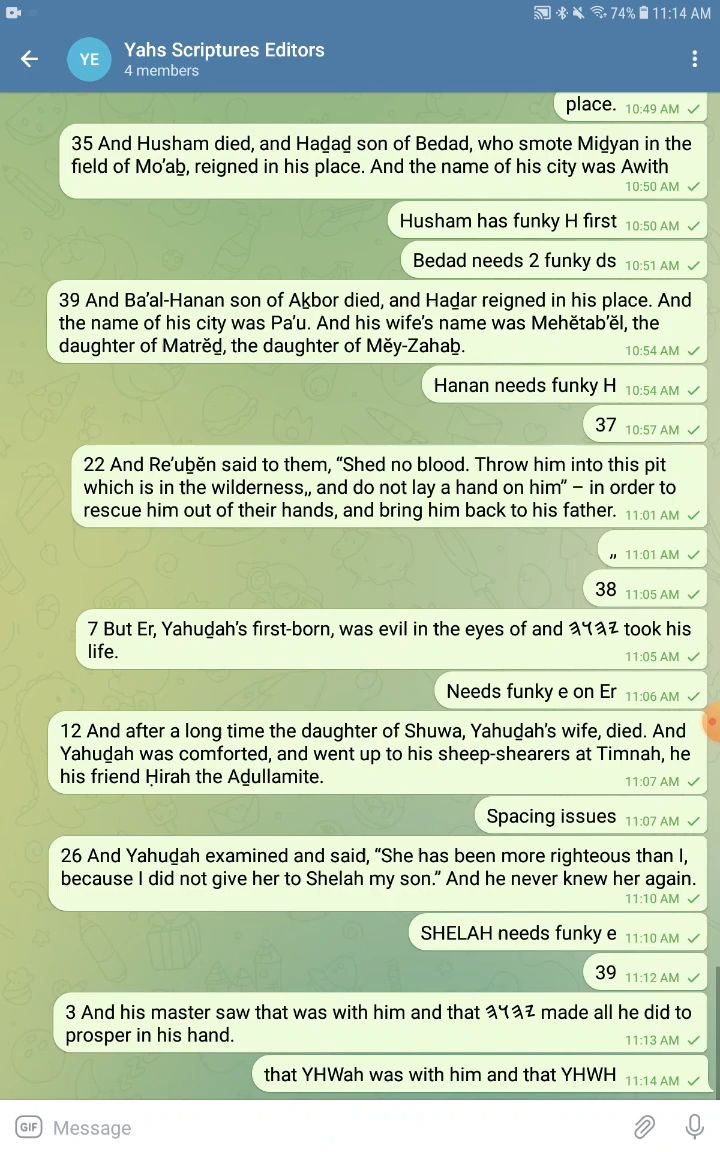 74% 11:14 AM
YE
Yahs Scriptures Editors
4 members
place. 10:49 AM
35 And Husham died, and Haḏaḏ son of Bedad, who smote Miḏyan in the
field of Mo’aḇ, reigned in his place. And the name of his city was Awith
10:50 AM
Husham has funky H first 10:50 AM
Bedad needs 2 funky ds 10:51 AM
39 And Ba’al-Hanan son of Aḵbor died, and Haḏar reigned in his place. And
the name of his city was Pa’u. And his wife’s name was Mehĕtab’ĕl, the
daughter of Matrĕḏ, the daughter of Mĕy-Zahaḇ.
10:54 AM
Hanan needs funky H 10:54 AM
37 10:57 AM
22 And Re’uḇĕn said to them, “Shed no blood. Throw him into this pit
which is in the wilderness,, and do not lay a hand on him” – in order to
rescue him out of their hands, and bring him back to his father. 11:01 AM
,, 11:01 AM
38 11:05 AM
7 But Er, Yahuḏah’s first-born, was evil in the eyes of and 𐤉𐤄𐤅𐤄 took his
life.
11:05 AM
Needs funky e on Er 11:06 AM
12 And after a long time the daughter of Shuwa, Yahuḏah’s wife, died. And
Yahuḏah was comforted, and went up to his sheep-shearers at Timnah, he
his friend Ḥirah the Aḏullamite.
11:07 AM
Spacing issues 11:07 AM
26 And Yahuḏah examined and said, “She has been more righteous than I,
because I did not give her to Shelah my son.” And he never knew her again.
11:10 AM
SHELAH needs funky e 11:10 AM
39 11:12 AM
3 And his master saw that was with him and that 𐤉𐤄𐤅𐤄 made all he did to
prosper in his hand.
11:13 AM
that YHWah was with him and that YHWH 11:14 AM
GIF Message